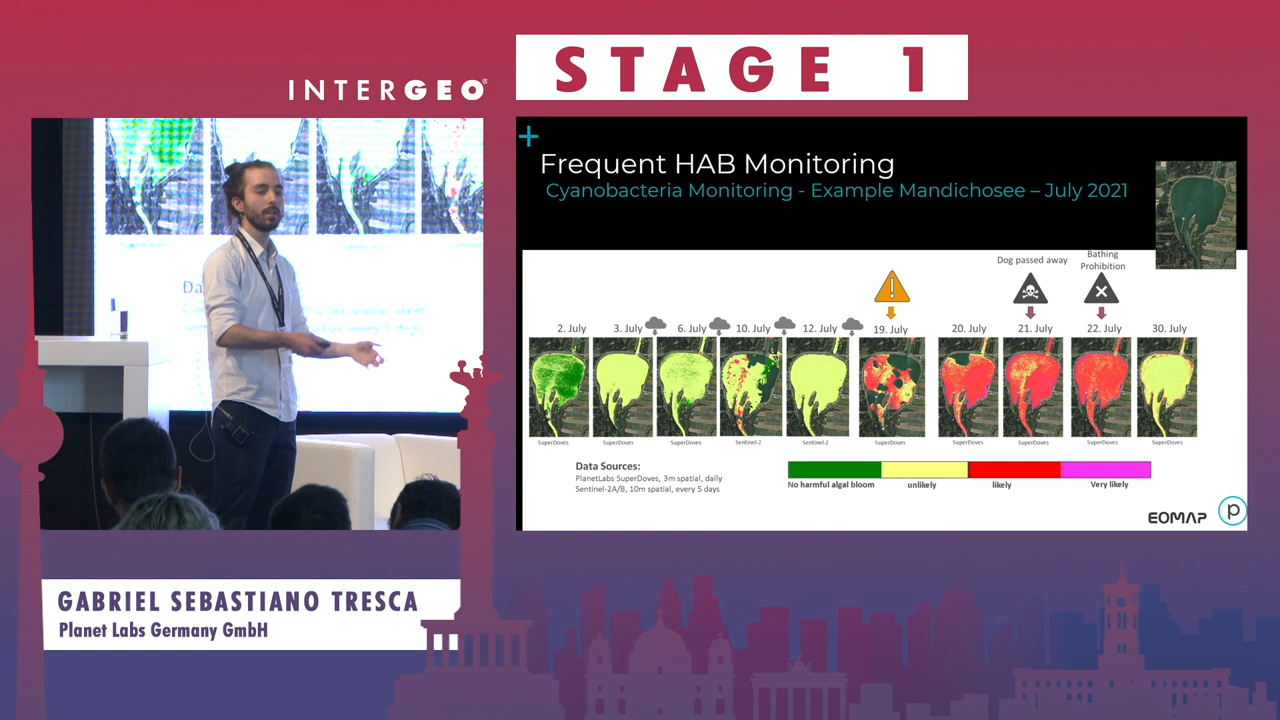 INTERGEO®
STAGE 1
Da
GABRIEL SEBASTIANO TRESCA
Planet Labs Germany GmbH
Frequent HAB Monitoring
Cyanobacteria Monitoring - Example Mandichosee – July 2021
Dog passed away
Bathing
Prohibition
2. July 3. July 6. July 10. July 12. July 19. July 20. July 21. July 22. July 30. July
SuperDoves SuperDoves SuperDoves Sentinel-2 Sentinel-2 SuperDoves SuperDoves SuperDoves SuperDoves SuperDoves
Data Sources:
PlanetLabs SuperDoves, 3m spatial, daily
Sentinel-2A/B, 10m spatial, every 5 days
No harmful algal bloom unlikely likely Very likely
EOMAP p